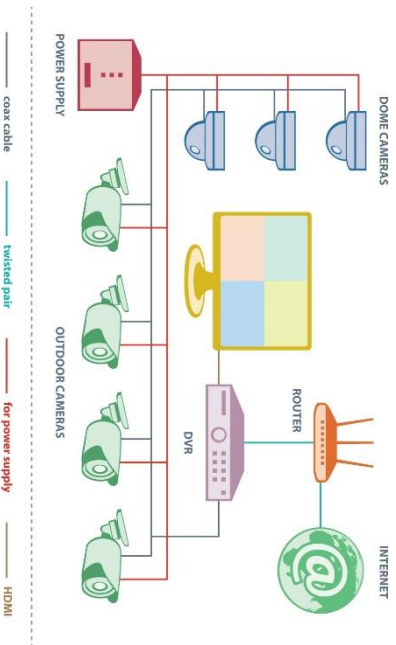 DOME CAMERAS
POWER SUPPLY
ROUTER
INTERNET
DVR
@
OUTDOOR CAMERAS
coax cable
twisted pair
for power supply
HDMI